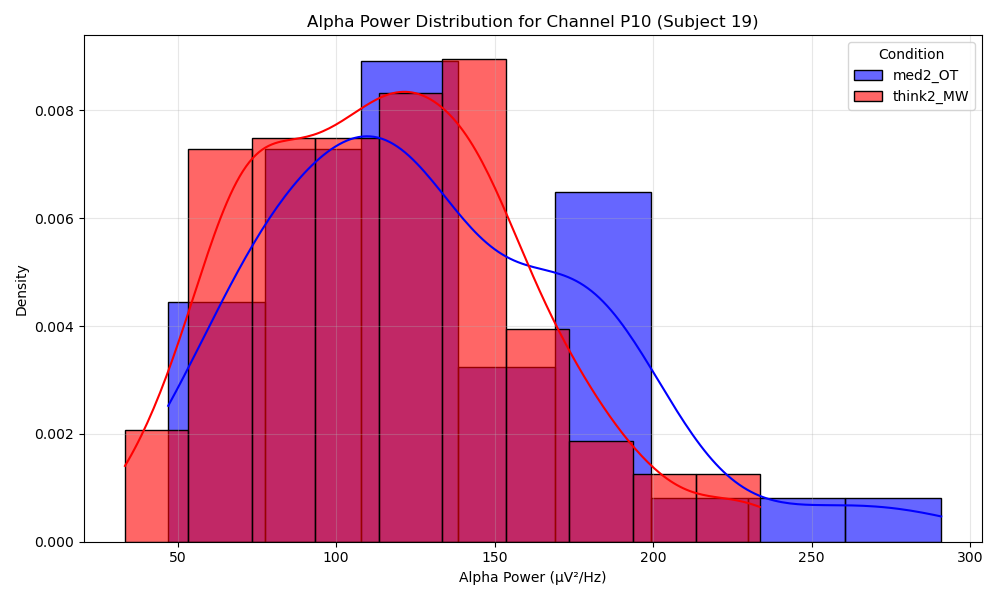 Alpha Power Distribution for Channel P10 (Subject 19)
Condition
med2_OT
think2_MW
0.008
0.006
0.004
0.002
0.000
Density
50
100
150
200
250
300
Alpha Power (µV²/Hz)